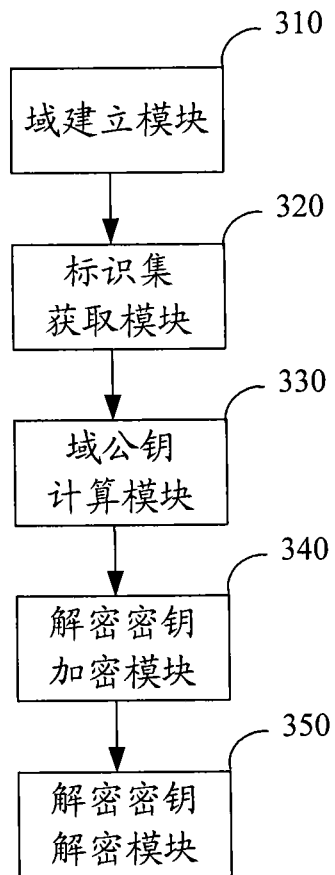 310
域建立模块
320
标识集
获取模块
330
域公钥
计算模块
340
解密密钥
加密模块
350
解密密钥
解密模块